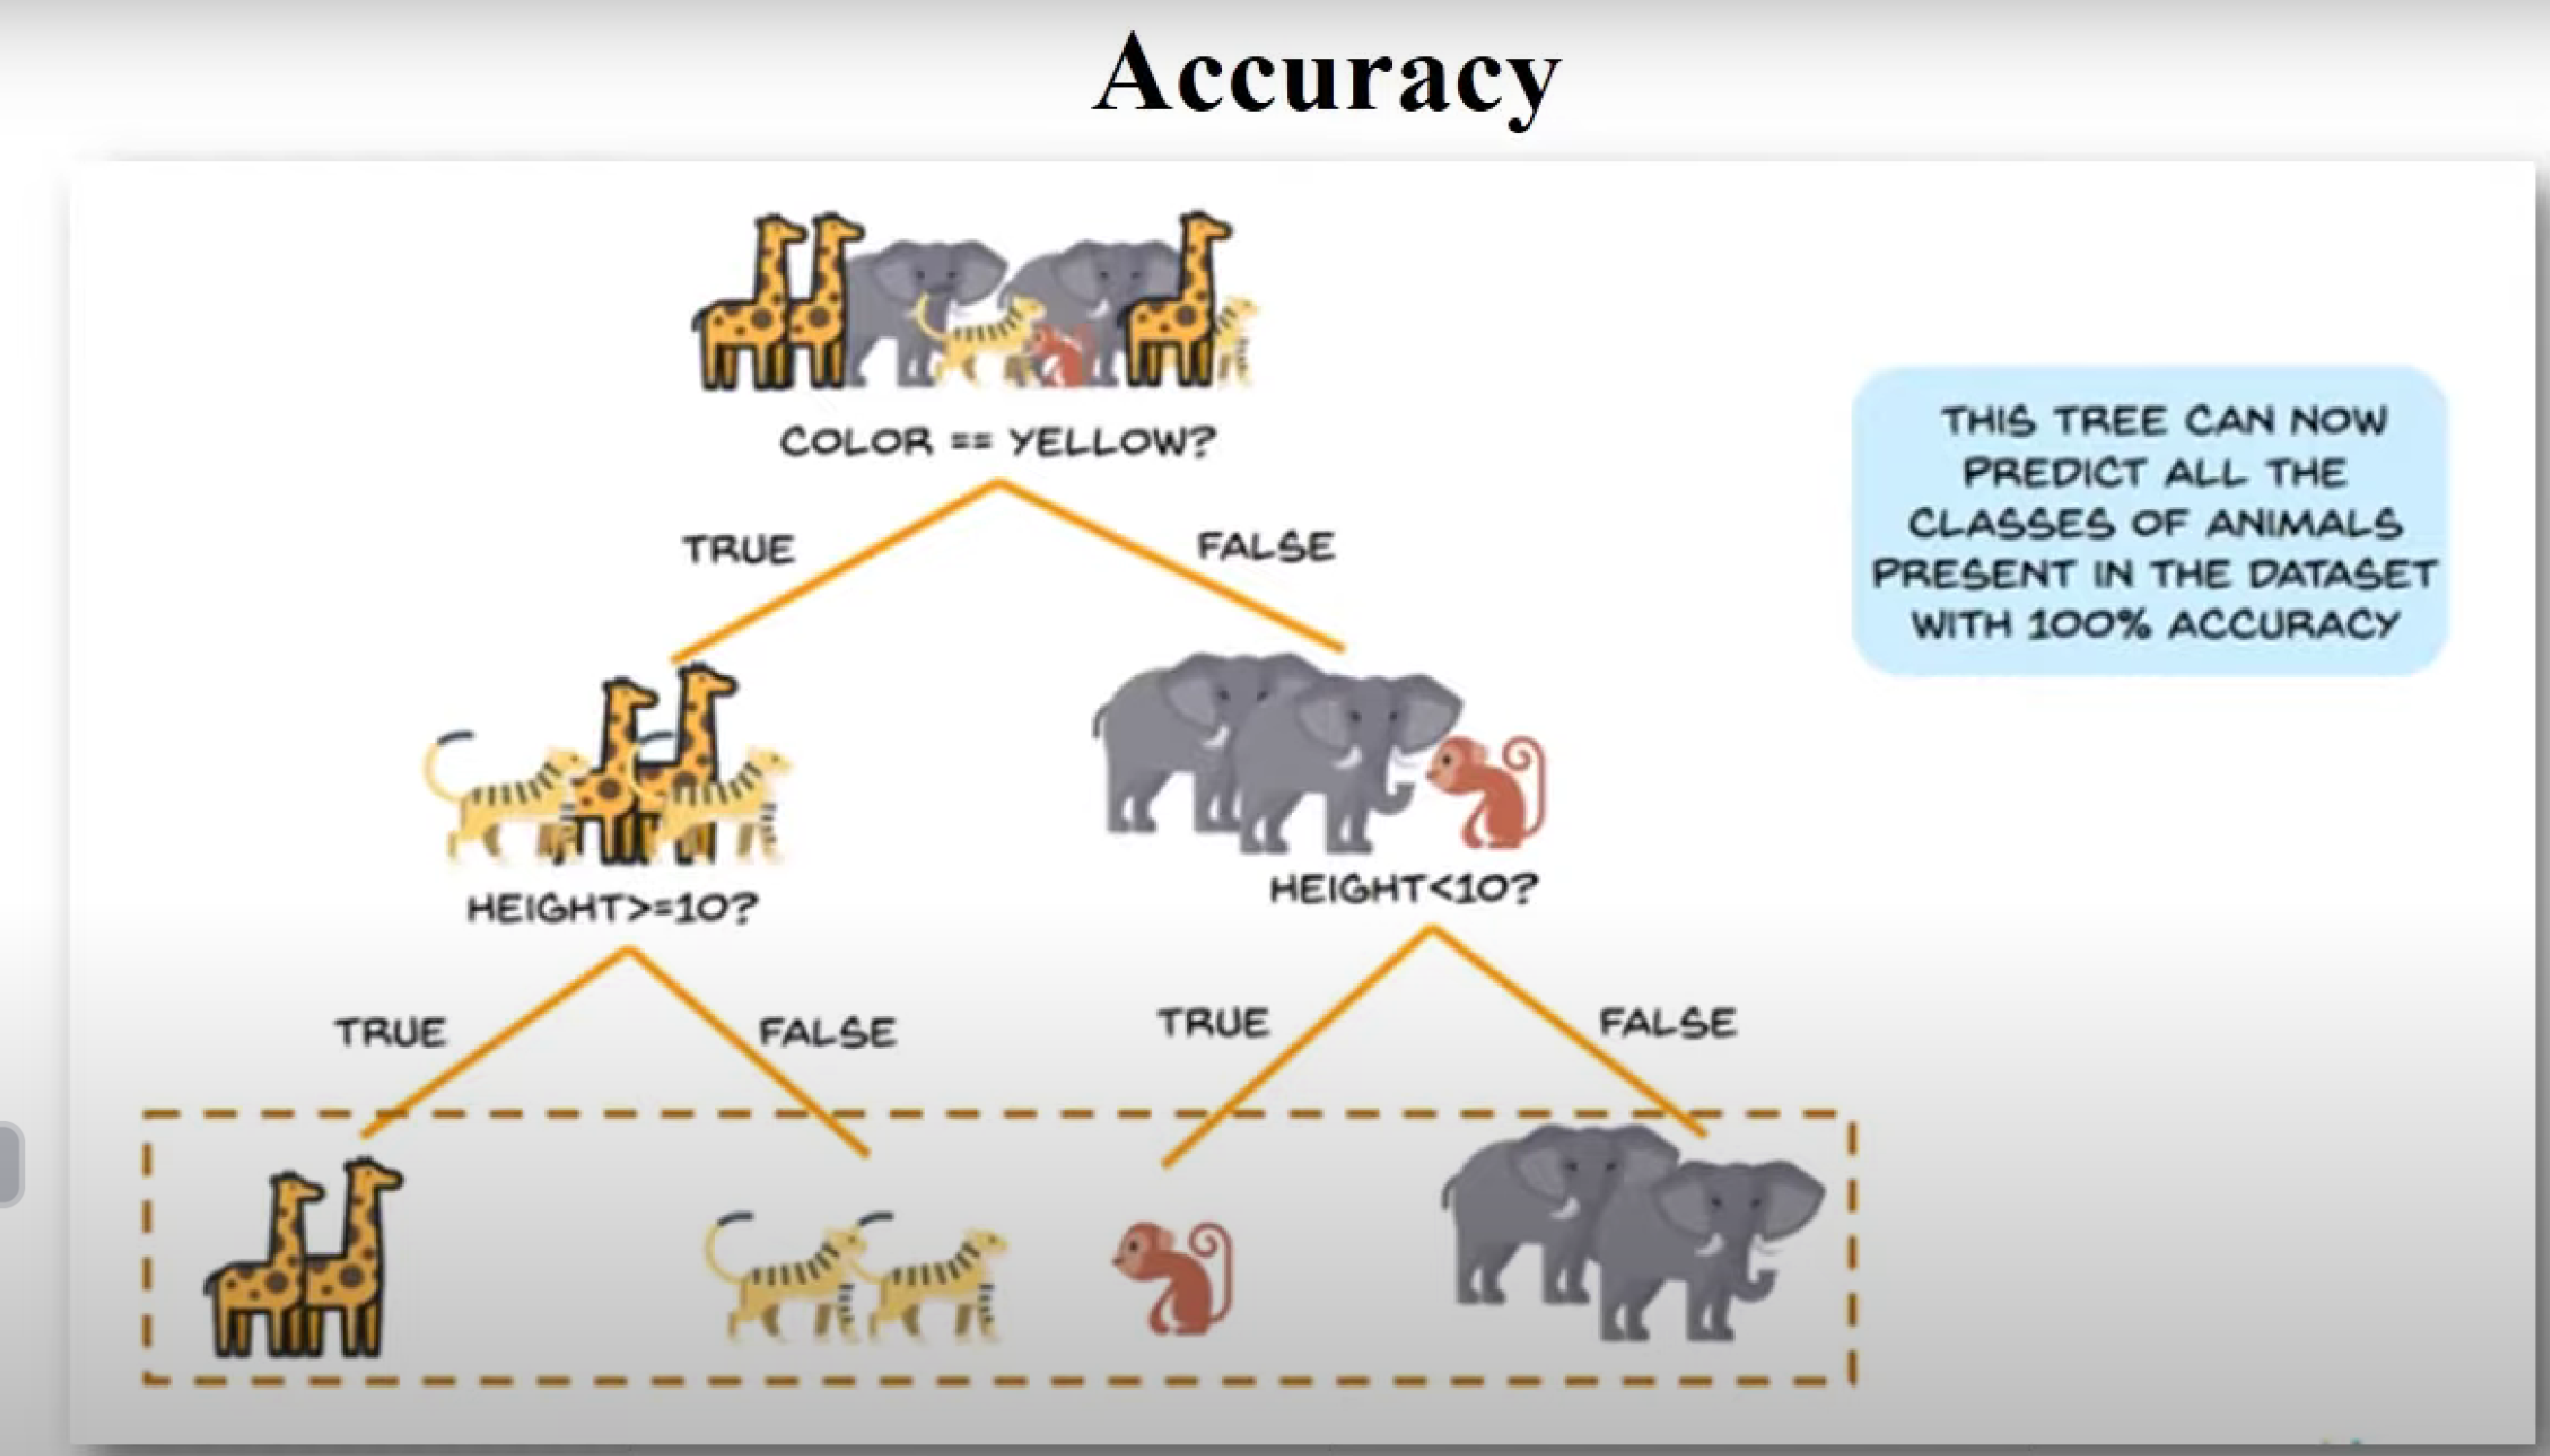 Accuracy
COLOR == YELLOW?
THIS TREE CAN NOW
PREDICT ALL THE
CLASSES OF ANIMALS
PRESENT IN THE DATASET
WITH 100% ACCURACY
TRUE
FALSE
HEIGHT>=10?
HEIGHT<10?
TRUE
FALSE
TRUE
FALSE